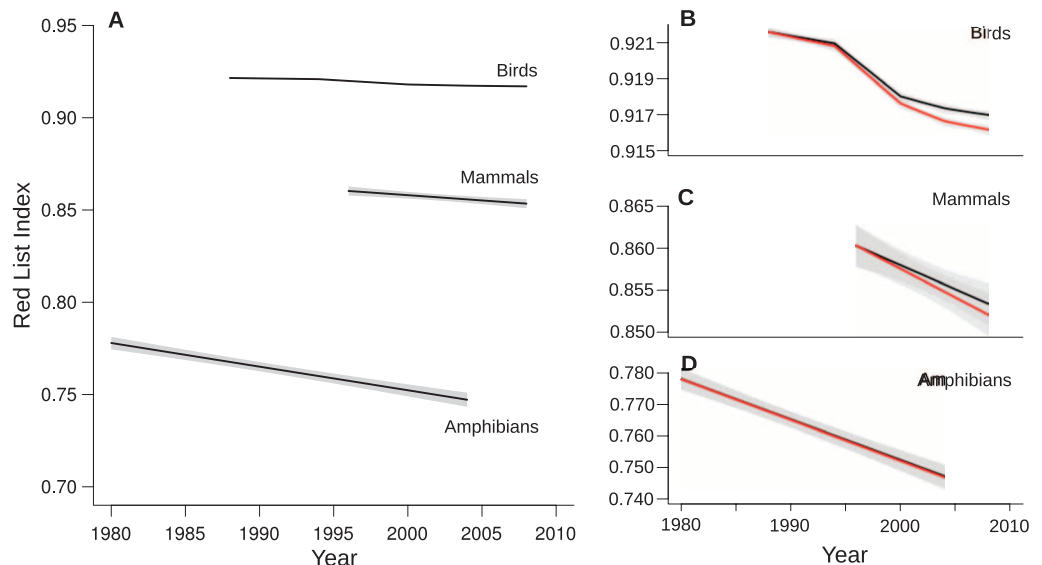 A
0.95
0.90
0.85
0.80
0.75
0.70
Red List Index
Birds
Mammals
Amphibians
1980 1985 1990 1995 2000 2005 2010
Year
B
Birds
0.921
0.919
0.917
0.915
C
Mammals
0.865
0.860
0.855
0.850
D
Amphibians
0.780
0.770
0.760
0.750
0.740
1980 1990 2000 2010
Year